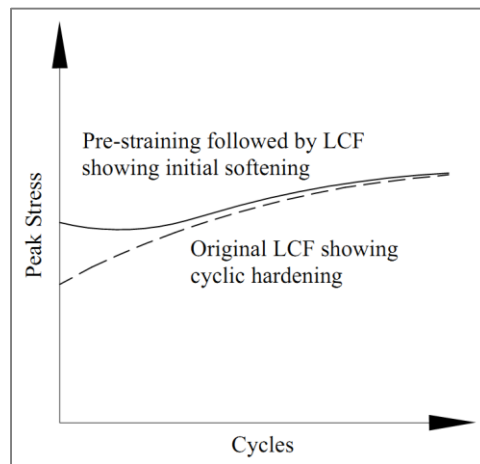 Pre-straining followed by LCF
showing initial softening
Peak Stress
Original LCF showing
cyclic hardening
Cycles